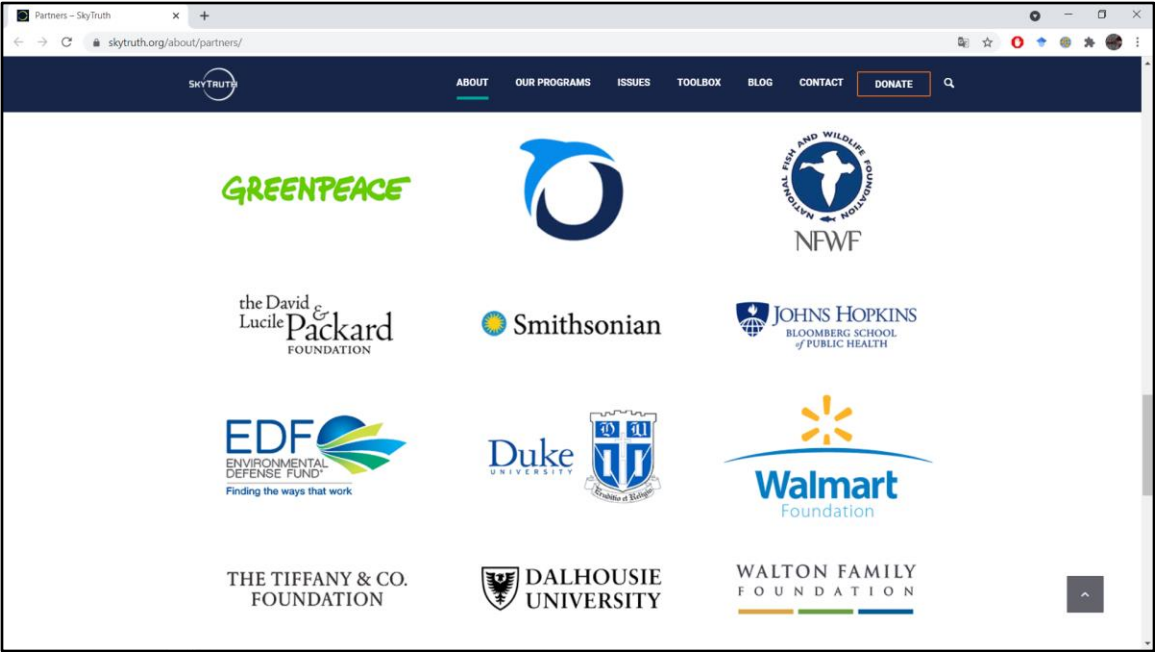 Partners – SkyTruth
skytruth.org/about/partners/
SKYTRUTH
ABOUT OUR PROGRAMS ISSUES TOOLBOX BLOG CONTACT DONATE
GREENPEACE
NATIONAL FISH AND WILDLIFE FOUNDATION
NFWF
the David &
Lucile Packard
FOUNDATION
Smithsonian
JOHNS HOPKINS
BLOOMBERG SCHOOL
of PUBLIC HEALTH
EDF
ENVIRONMENTAL
DEFENSE FUND®
Finding the ways that work
Duke
UNIVERSITY
Eruditio et Religio
Walmart
Foundation
THE TIFFANY & CO.
FOUNDATION
DALHOUSIE
UNIVERSITY
WALTON FAMILY
FOUNDATION